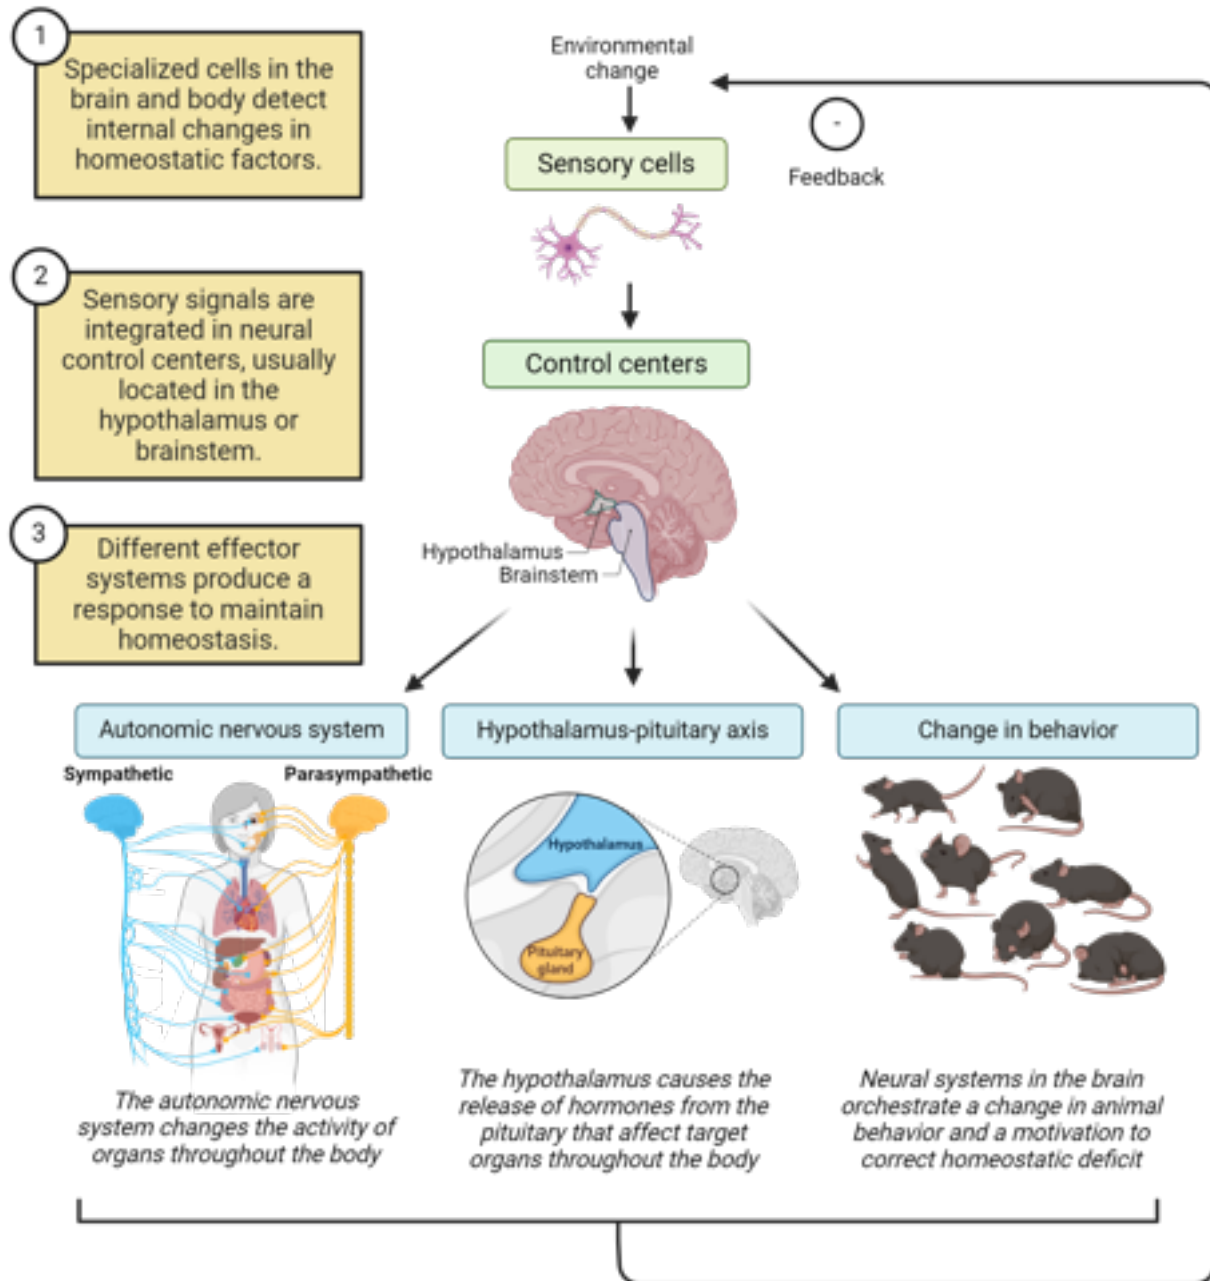 1
Specialized cells in the
brain and body detect
internal changes in
homeostatic factors.
Environmental
change
Sensory cells
-
Feedback
2
Sensory signals are
integrated in neural
control centers, usually
located in the
hypothalamus or
brainstem.
Control centers
Hypothalamus
Brainstem
3
Different effector
systems produce a
response to maintain
homeostasis.
Autonomic nervous system
Sympathetic
Parasympathetic
The autonomic nervous
system changes the activity of
organs throughout the body
Hypothalamus-pituitary axis
Hypothalamus
Pituitary
gland
The hypothalamus causes the
release of hormones from the
pituitary that affect target
organs throughout the body
Change in behavior
Neural systems in the brain
orchestrate a change in animal
behavior and a motivation to
correct homeostatic deficit